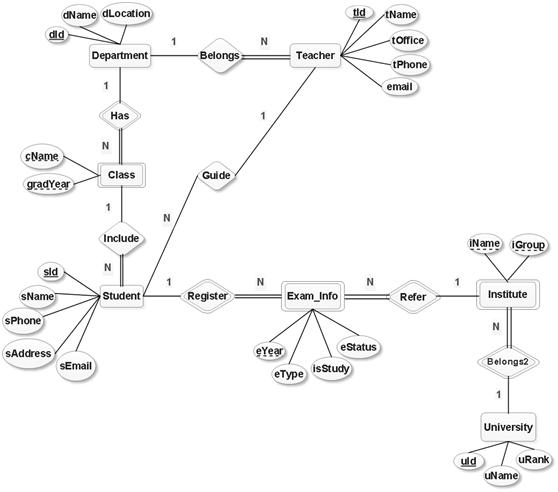 dName
dLocation
dId
Department
1
Belongs
N
Teacher
tId
tName
tOffice
tPhone
email
1
Has
N
1
cName
Class
gradYear
Guide
1
N
Include
N
sId
sName
sPhone
sAddress
sEmail
Student
1
Register
N
Exam_Info
N
Refer
1
Institute
iName
iGroup
eYear
eType
isStudy
eStatus
N
Belongs2
1
University
uId
uName
uRank